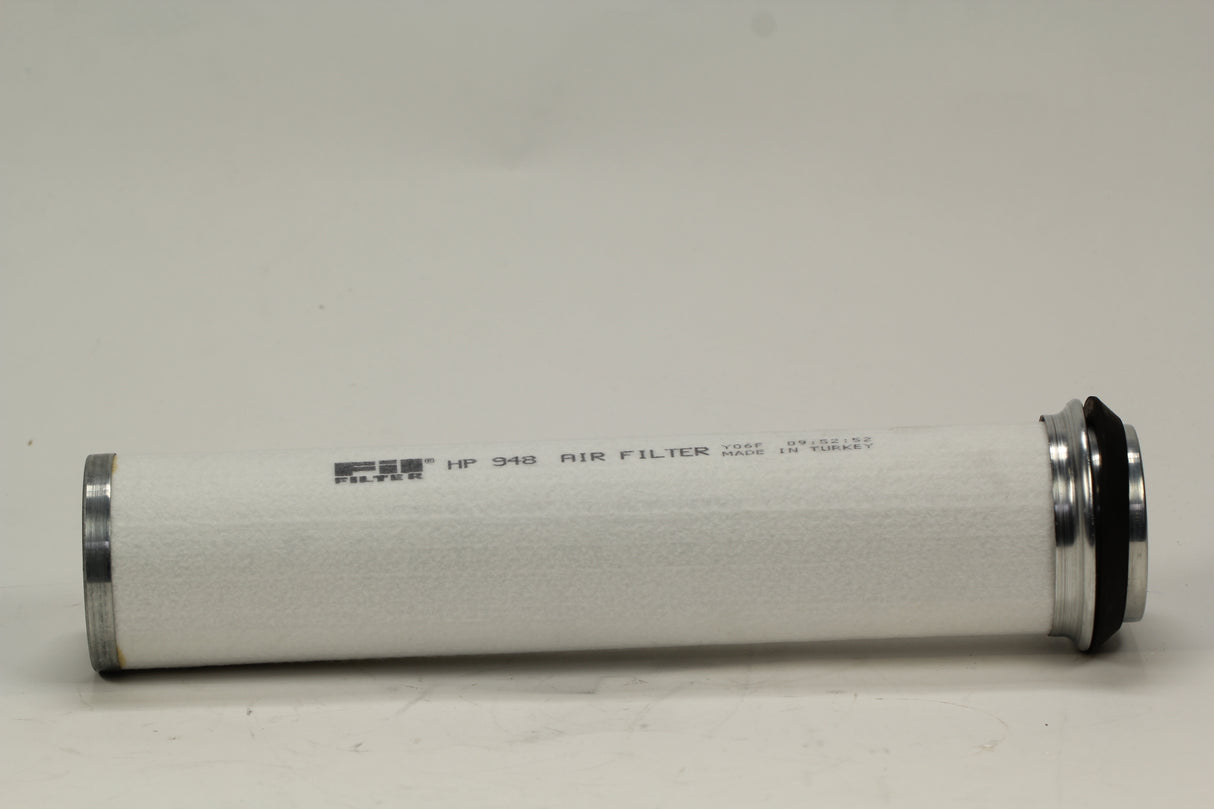 Fil® HP 948 AIR FILTER Y06F 09:52:52
FILTER MADE IN TURKEY